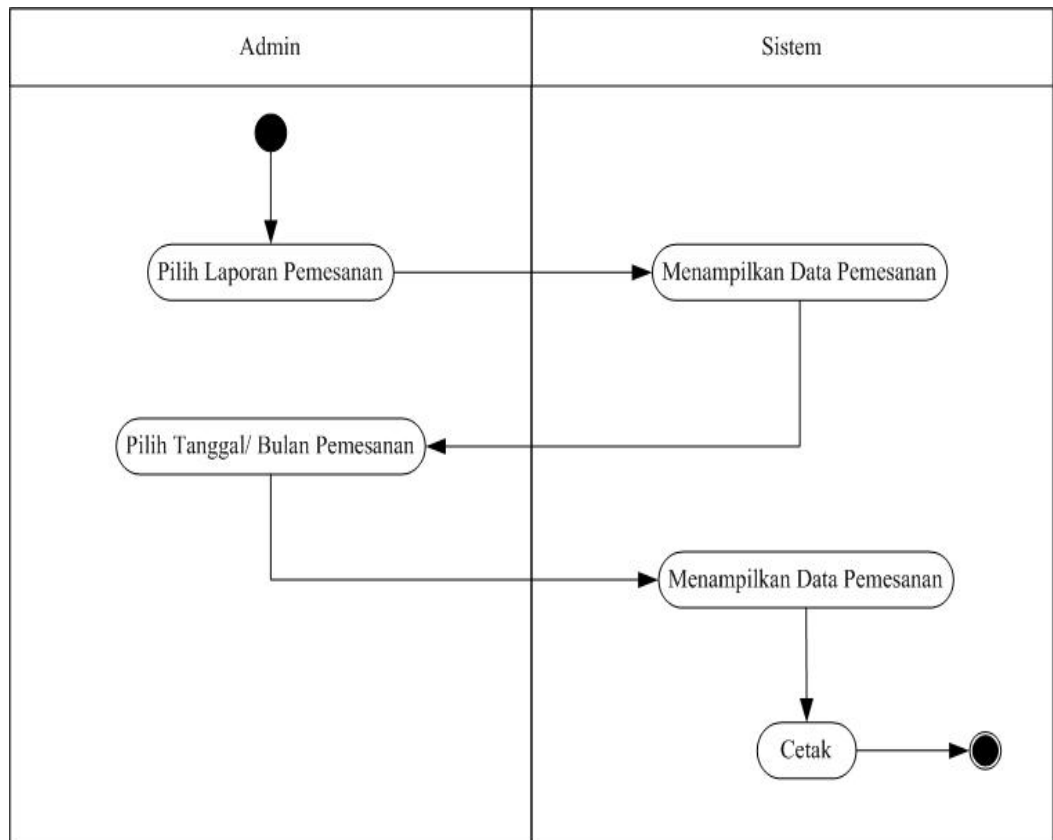 Admin
Sistem
Pilih Laporan Pemesanan
Menampilkan Data Pemesanan
Pilih Tanggal/ Bulan Pemesanan
Menampilkan Data Pemesanan
Cetak